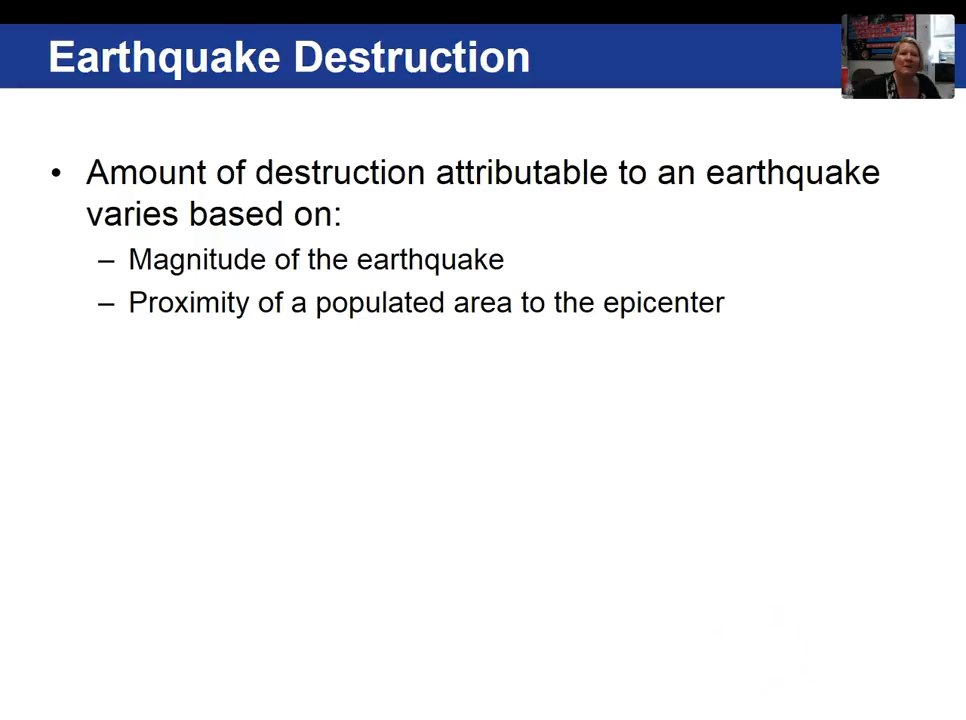 Earthquake Destruction
• Amount of destruction attributable to an earthquake
varies based on:
– Magnitude of the earthquake
– Proximity of a populated area to the epicenter